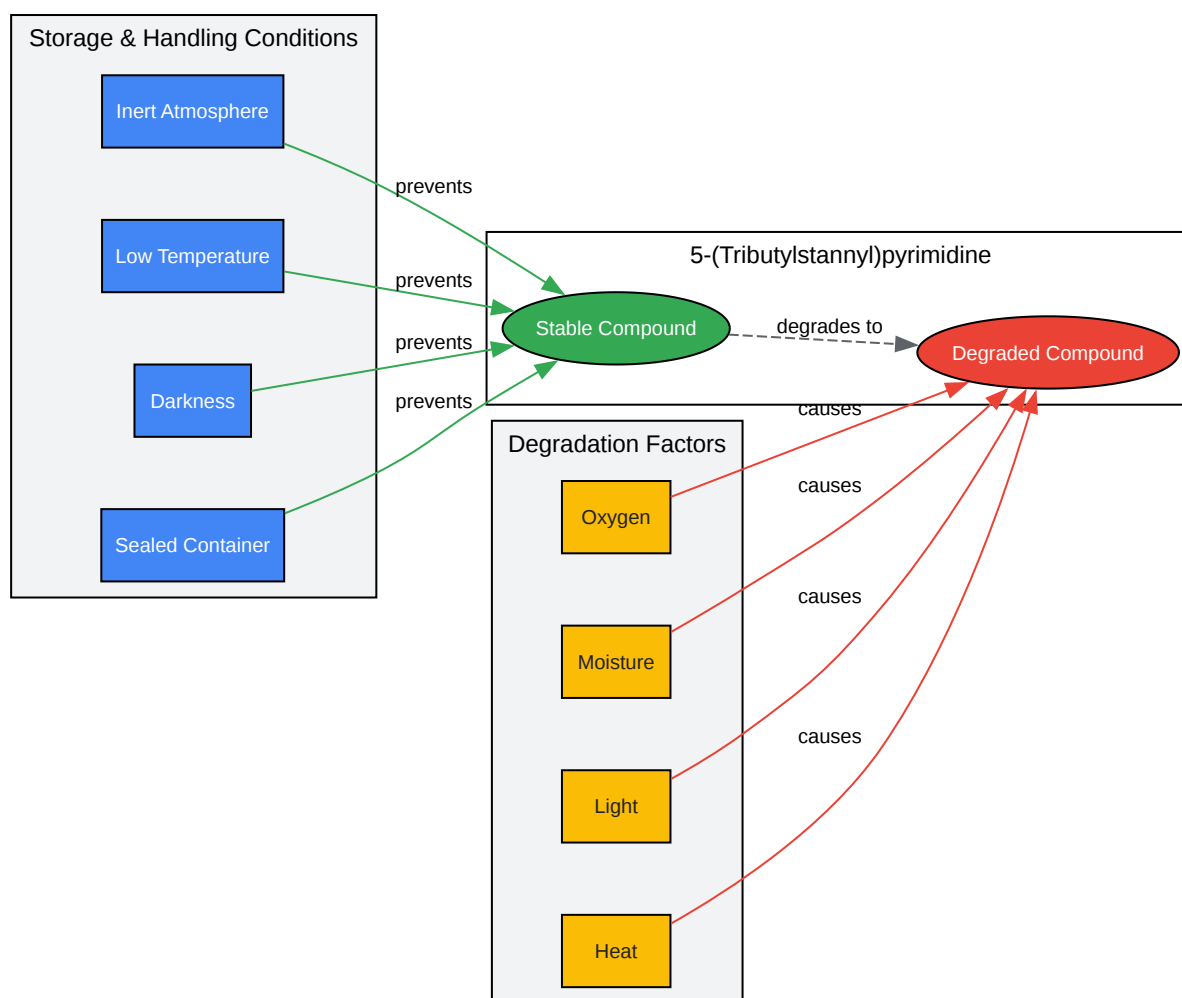 Storage & Handling Conditions
Inert Atmosphere
prevents
Low Temperature
prevents
5-(Tributylstannyl)pyrimidine
Stable Compound
degrades to
Degraded Compound
prevents
Darkness
prevents
causes
Degradation Factors
Sealed Container
Oxygen
causes
causes
Moisture
causes
Light
Heat